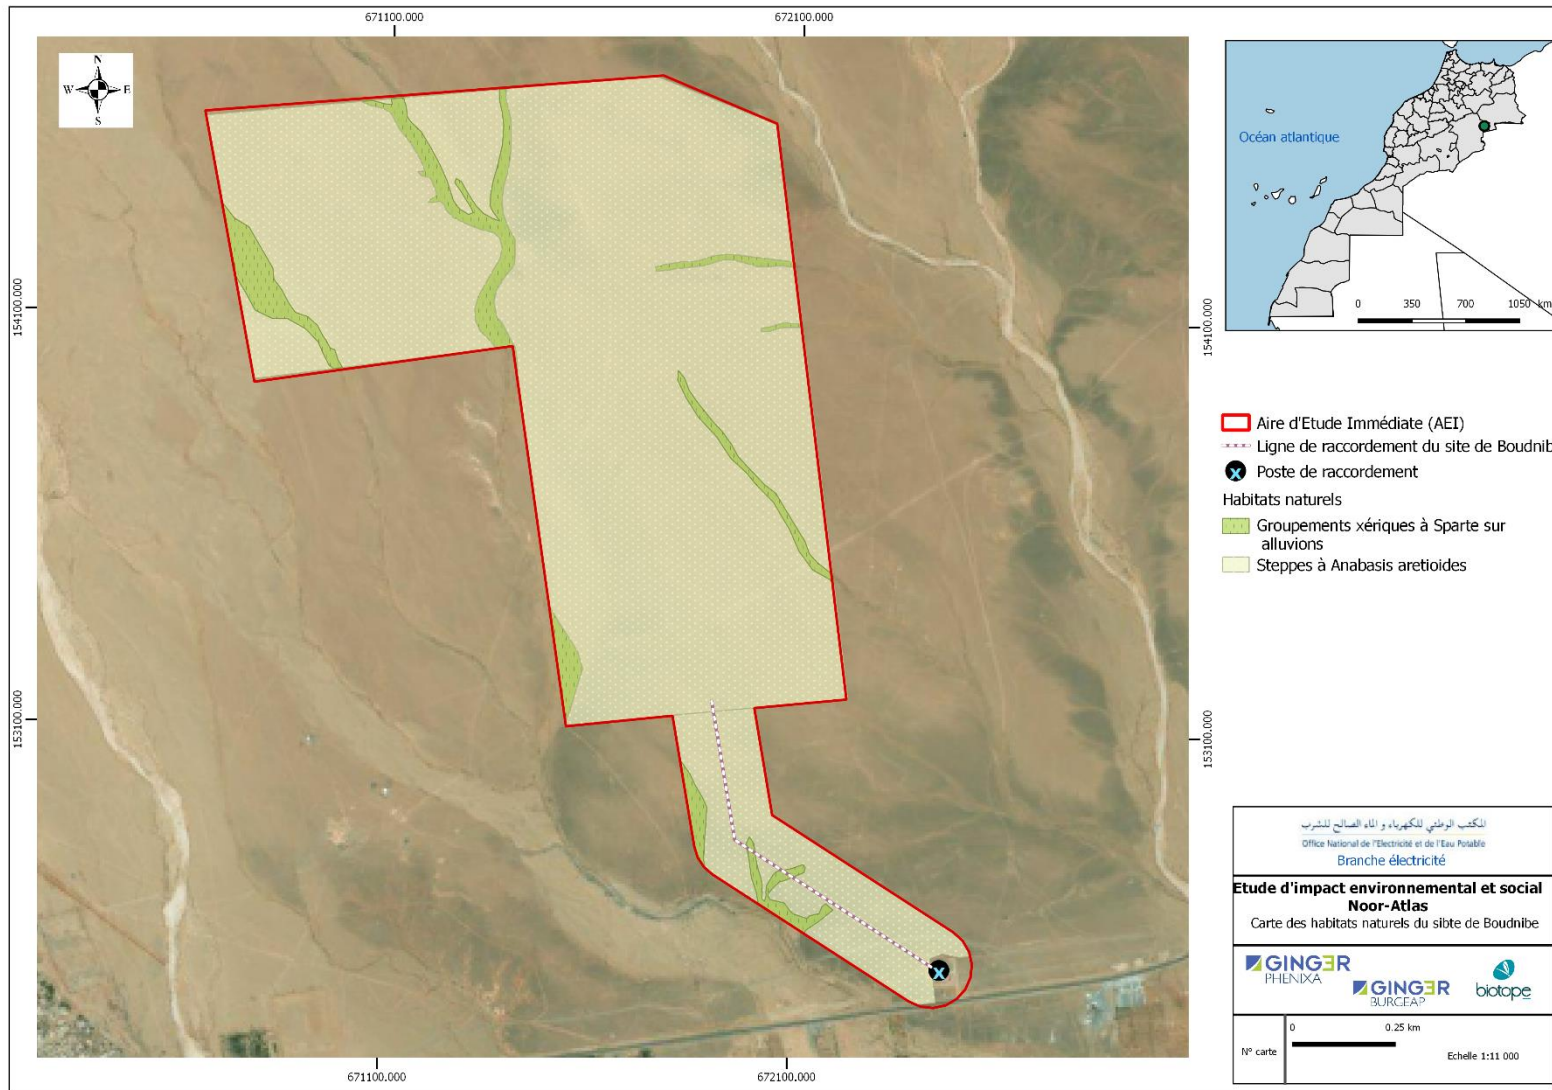 671100.000
672100.000
N
W
E
S
154100.000
153100.000
154100.000
153100.000
671100.000
672100.000
Océan atlantique
0
350
700
1050 km
Aire d'Etude Immédiate (AEI)
Ligne de raccordement du site de Boudnib
X
Poste de raccordement
Habitats naturels
Groupements xériques à Sparte sur
alluvions
Steppes à Anabasis aretioides
X
المكتب الوطني للكهرباء و الماء الصالح للشرب
Office National de l'Electricité et de l'Eau Potable
Branche électricité
Etude d'impact environnemental et social
Noor-Atlas
Carte des habitats naturels du sibte de Boudnibe
GINGER
PHENIXA
GINGER
BURGEAP
biotope
N° carte
0
0.25 km
Echelle 1:11 000